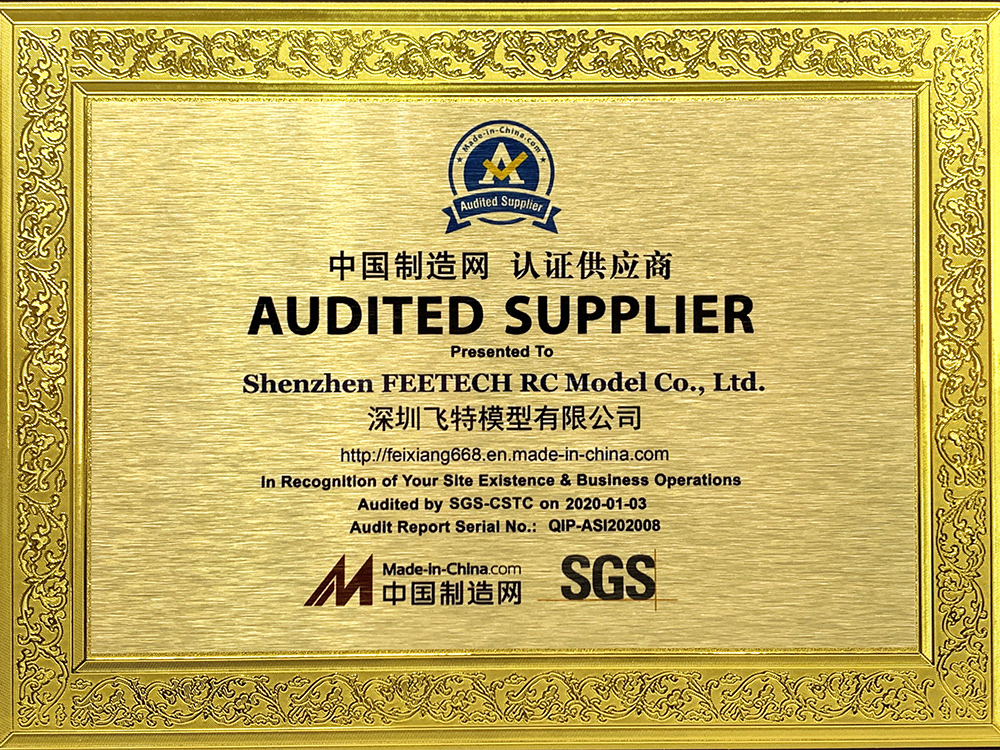 Made-in-China.com
A
Audited Supplier
中国制造网 认证供应商
AUDITED SUPPLIER
Presented To
Shenzhen FEETECH RC Model Co., Ltd.
深圳飞特模型有限公司
http://feixiang668.en.made-in-china.com
In Recognition of Your Site Existence & Business Operations
Audited by SGS-CSTC on 2020-01-03
Audit Report Serial No.: QIP-ASI202008
Made-in-China.com
中国制造网
SGS